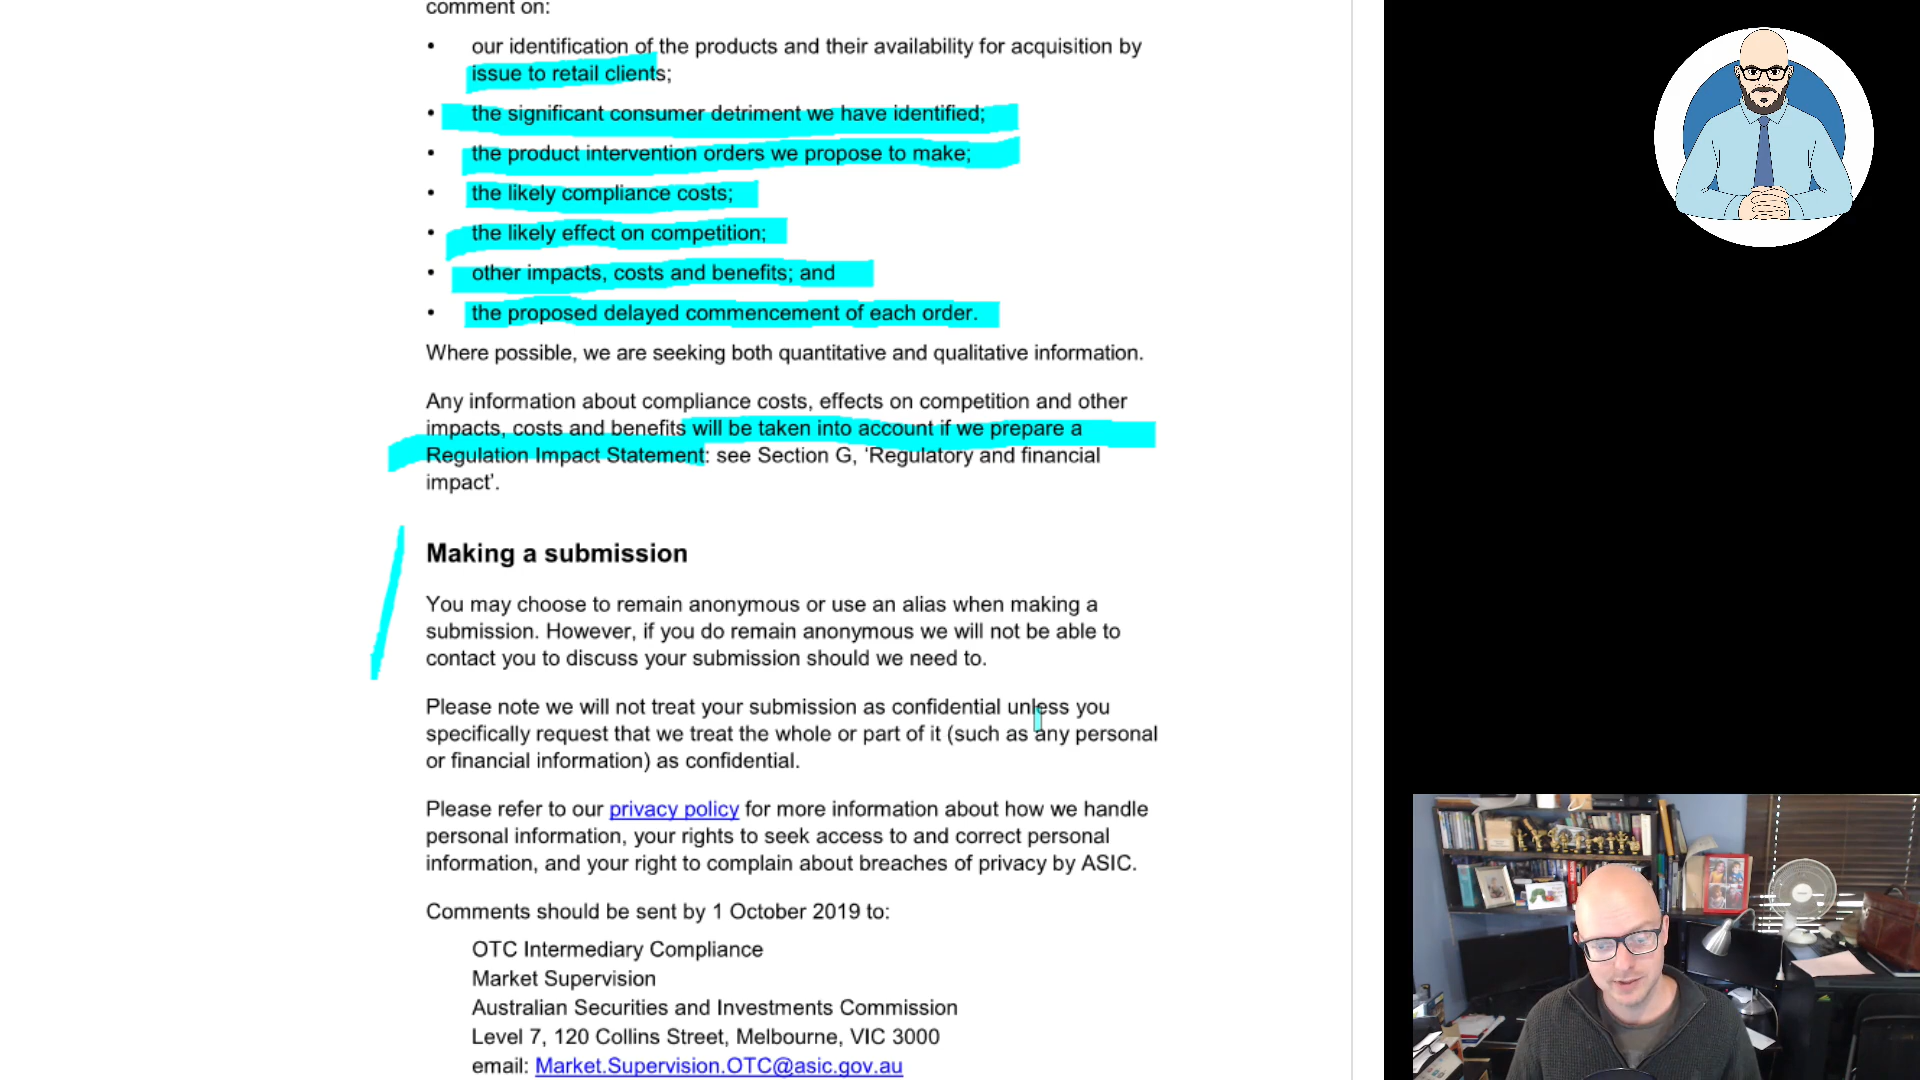 comment on:
• our identification of the products and their availability for acquisition by
issue to retail clients;
• the significant consumer detriment we have identified;
• the product intervention orders we propose to make;
• the likely compliance costs;
• the likely effect on competition;
• other impacts, costs and benefits; and
• the proposed delayed commencement of each order.
Where possible, we are seeking both quantitative and qualitative information.
Any information about compliance costs, effects on competition and other
impacts, costs and benefits will be taken into account if we prepare a
Regulation Impact Statement: see Section G, ‘Regulatory and financial
impact’.
Making a submission
You may choose to remain anonymous or use an alias when making a
submission. However, if you do remain anonymous we will not be able to
contact you to discuss your submission should we need to.
Please note we will not treat your submission as confidential unless you
specifically request that we treat the whole or part of it (such as any personal
or financial information) as confidential.
Please refer to our privacy policy for more information about how we handle
personal information, your rights to seek access to and correct personal
information, and your right to complain about breaches of privacy by ASIC.
Comments should be sent by 1 October 2019 to:
OTC Intermediary Compliance
Market Supervision
Australian Securities and Investments Commission
Level 7, 120 Collins Street, Melbourne, VIC 3000
email: Market.Supervision.OTC@asic.gov.au